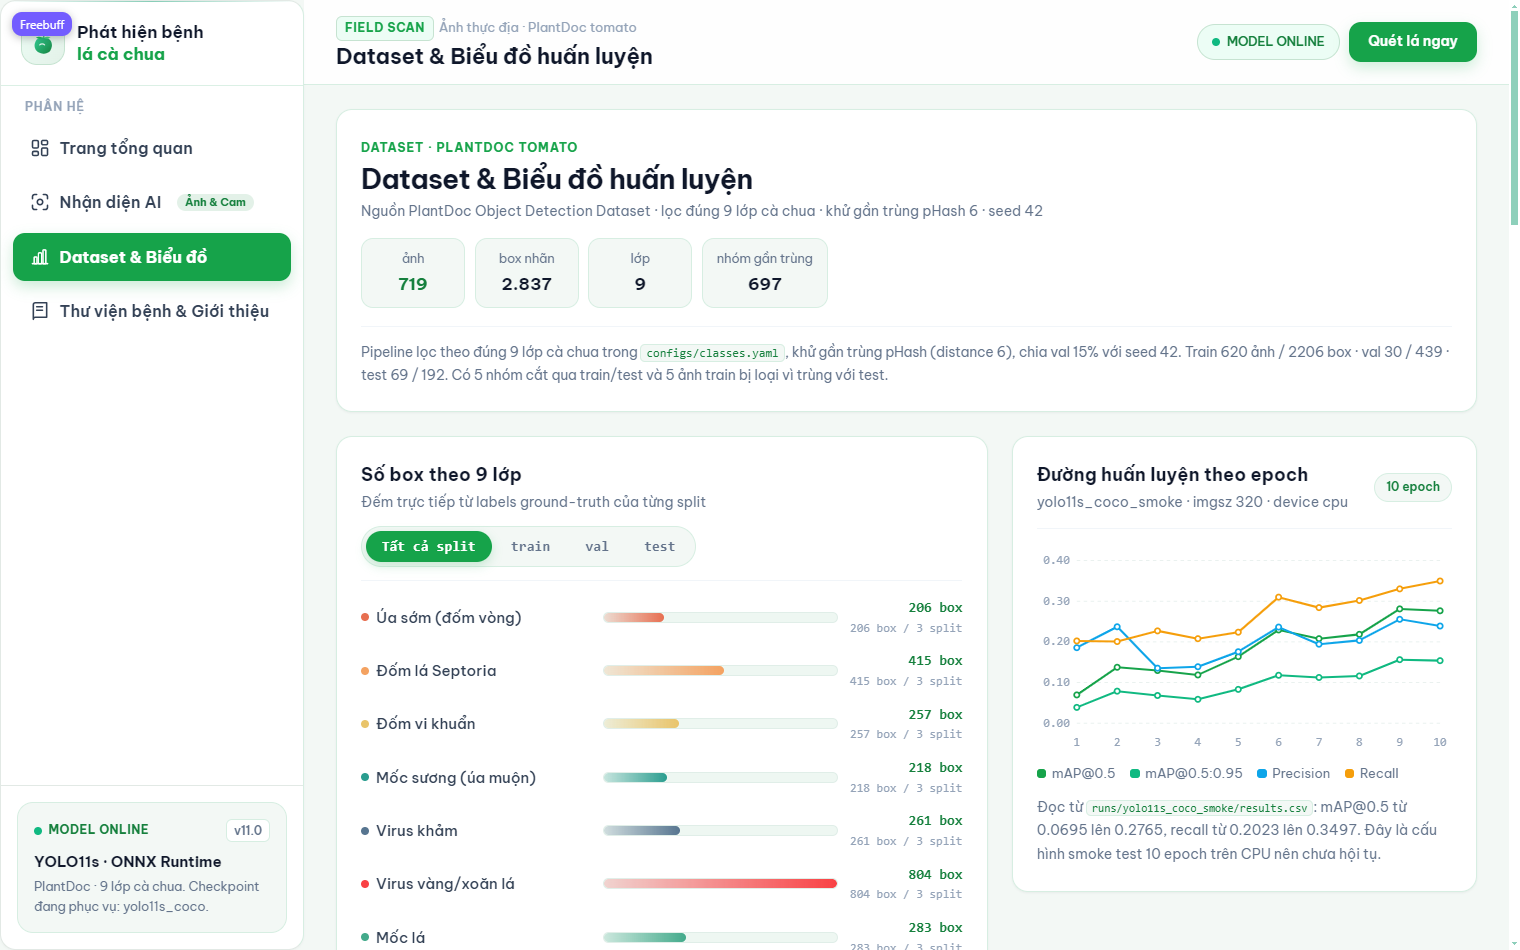 Freebuff
Phát hiện bệnh
lá cà chua
PHÂN HỆ
Trang tổng quan
Nhận diện AI Ảnh & Cam
Dataset & Biểu đồ
Thư viện bệnh & Giới thiệu
MODEL ONLINE v11.0
YOLO11s · ONNX Runtime
PlantDoc · 9 lớp cà chua. Checkpoint
đang phục vụ: yolo11s_coco.
FIELD SCAN Ảnh thực địa · PlantDoc tomato
Dataset & Biểu đồ huấn luyện
MODEL ONLINE
Quét lá ngay
DATASET · PLANTDOC TOMATO
Dataset & Biểu đồ huấn luyện
Nguồn PlantDoc Object Detection Dataset · lọc đúng 9 lớp cà chua · khử gần trùng pHash 6 · seed 42
ảnh
719
box nhãn
2.837
lớp
9
nhóm gần trùng
697
Pipeline lọc theo đúng 9 lớp cà chua trong configs/classes.yaml, khử gần trùng pHash (distance 6), chia val 15% với seed 42. Train 620 ảnh / 2206 box · val 30 / 439 ·
test 69 / 192. Có 5 nhóm cắt qua train/test và 5 ảnh train bị loại vì trùng với test.
Số box theo 9 lớp
Đếm trực tiếp từ labels ground-truth của từng split
Tất cả split train val test
Úa sớm (đốm vòng) 206 box
206 box / 3 split
Đốm lá Septoria 415 box
415 box / 3 split
Đốm vi khuẩn 257 box
257 box / 3 split
Mốc sương (úa muộn) 218 box
218 box / 3 split
Virus khảm 261 box
261 box / 3 split
Virus vàng/xoăn lá 804 box
804 box / 3 split
Mốc lá 283 box
283 box / 3 split
Đường huấn luyện theo epoch
yolo11s_coco_smoke · imgsz 320 · device cpu
10 epoch
0.40
0.30
0.20
0.10
0.00
1 2 3 4 5 6 7 8 9 10
mAP@0.5 mAP@0.5:0.95 Precision Recall
Đọc từ runs/yolo11s_coco_smoke/results.csv: mAP@0.5 từ
0.0695 lên 0.2765, recall từ 0.2023 lên 0.3497. Đây là cấu
hình smoke test 10 epoch trên CPU nên chưa hội tụ.